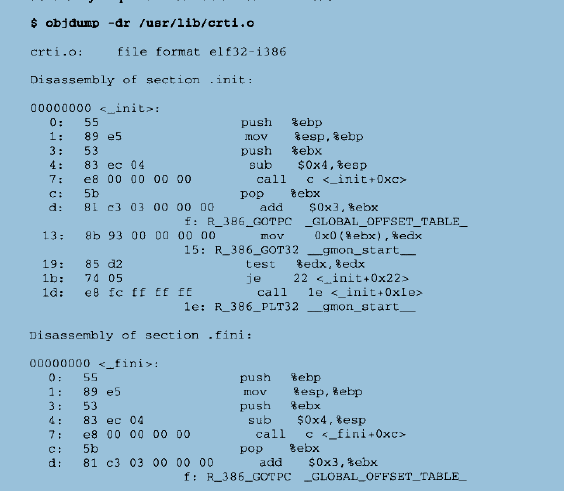 $ objdump -dr /usr/lib/crti.o
crti.o: file format elf32-i386
Disassembly of section .init:
00000000 <_init>:
0: 55 push %ebp
1: 89 e5 mov %esp,%ebp
3: 53 push %ebx
4: 83 ec 04 sub $0x4,%esp
7: e8 00 00 00 00 call c <_init+0xc>
c: 5b pop %ebx
d: 81 c3 03 00 00 00 add $0x3,%ebx
f: R_386_GOTPC _GLOBAL_OFFSET_TABLE_
13: 8b 93 00 00 00 00 mov 0x0(%ebx),%edx
15: R_386_GOT32 __gmon_start__
19: 85 d2 test %edx,%edx
1b: 74 05 je 22 <_init+0x22>
1d: e8 fc ff ff ff call 1e <_init+0x1e>
1e: R_386_PLT32 __gmon_start__
Disassembly of section .fini:
00000000 <_fini>:
0: 55 push %ebp
1: 89 e5 mov %esp,%ebp
3: 53 push %ebx
4: 83 ec 04 sub $0x4,%esp
7: e8 00 00 00 00 call c <_fini+0xc>
c: 5b pop %ebx
d: 81 c3 03 00 00 00 add $0x3,%ebx
f: R_386_GOTPC _GLOBAL_OFFSET_TABLE_